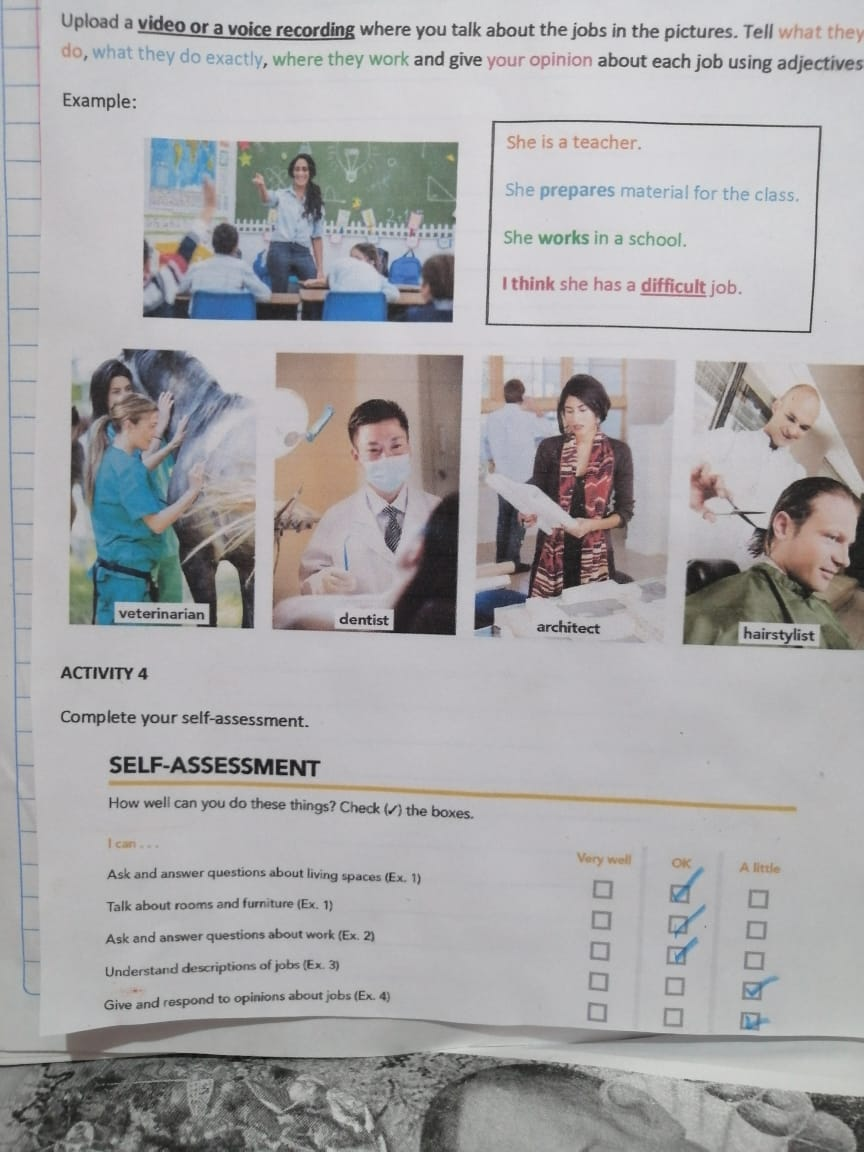 Upload a video or a voice recording where you talk about the jobs in the pictures. Tell what they
do, what they do exactly, where they work and give your opinion about each job using adjectives
Example:
She is a teacher.
She prepares material for the class.
She works in a school.
I think she has a difficult job.
veterinarian
dentist
architect
hairstylist
ACTIVITY 4
Complete your self-assessment.
SELF-ASSESSMENT
How well can you do these things? Check (✓) the boxes.
I can . . .
Very well OK A little
Ask and answer questions about living spaces (Ex. 1)
Talk about rooms and furniture (Ex. 1)
Ask and answer questions about work (Ex. 2)
Understand descriptions of jobs (Ex. 3)
Give and respond to opinions about jobs (Ex. 4)